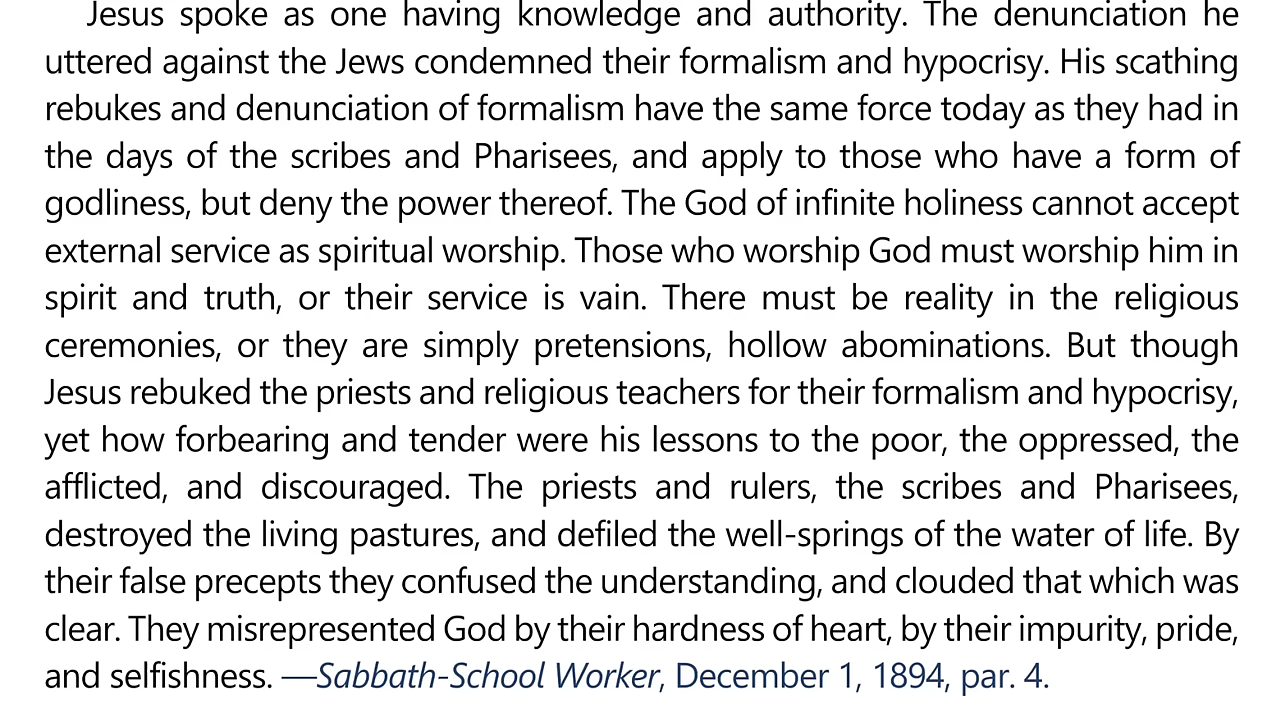 Jesus spoke as one having knowledge and authority. The denunciation he
uttered against the Jews condemned their formalism and hypocrisy. His scathing
rebukes and denunciation of formalism have the same force today as they had in
the days of the scribes and Pharisees, and apply to those who have a form of
godliness, but deny the power thereof. The God of infinite holiness cannot accept
external service as spiritual worship. Those who worship God must worship him in
spirit and truth, or their service is vain. There must be reality in the religious
ceremonies, or they are simply pretensions, hollow abominations. But though
Jesus rebuked the priests and religious teachers for their formalism and hypocrisy,
yet how forbearing and tender were his lessons to the poor, the oppressed, the
afflicted, and discouraged. The priests and rulers, the scribes and Pharisees,
destroyed the living pastures, and defiled the well-springs of the water of life. By
their false precepts they confused the understanding, and clouded that which was
clear. They misrepresented God by their hardness of heart, by their impurity, pride,
and selfishness. —Sabbath-School Worker, December 1, 1894, par. 4.